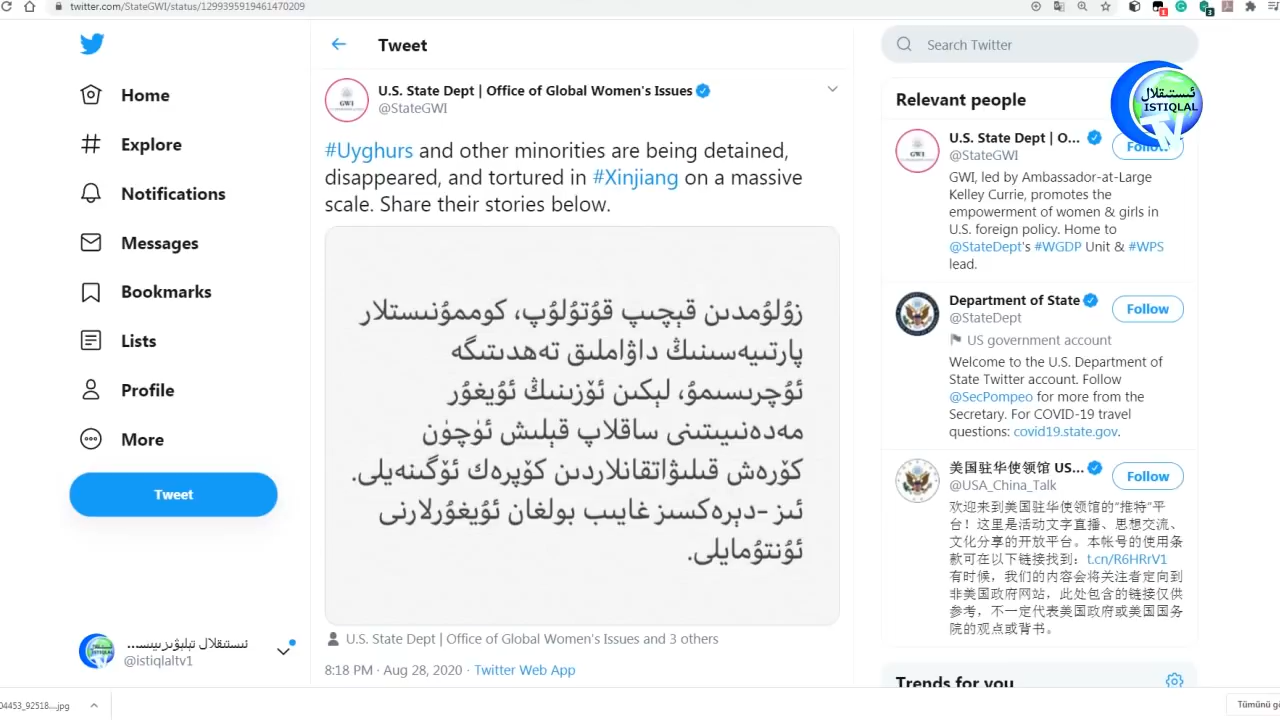 twitter.com/StateGWI/status/1299395919461470209
Home
Explore
Notifications
Messages
Bookmarks
Lists
Profile
More
Tweet
ئىستىقلال تېلېۋىزىيىسى...
@istiqlaltv1
Tweet
U.S. State Dept | Office of Global Women's Issues
@StateGWI
#Uyghurs and other minorities are being detained,
disappeared, and tortured in #Xinjiang on a massive
scale. Share their stories below.
زۇلۇمدىن قېچىپ قۇتۇلۇپ، كوممۇنىستلار
پارتىيەسىنىڭ داۋاملىق تەھدىتىگە
ئۇچرىسىمۇ، لېكىن ئۆزىنىڭ ئۇيغۇر
مەدەنىيىتىنى ساقلاپ قېلىش ئۈچۈن
كۆرەش قىلىۋاتقانلاردىن كۆپرەك ئۆگىنەيلى.
ئىز -دېرەكسىز غايىب بولغان ئۇيغۇرلارنى
ئۇنتۇمايلى.
U.S. State Dept | Office of Global Women's Issues and 3 others
8:18 PM · Aug 28, 2020 · Twitter Web App
Search Twitter
Relevant people
ئىستىقلال
ISTIQLAL
TV
U.S. State Dept | O...
@StateGWI
Follow
GWI, led by Ambassador-at-Large
Kelley Currie, promotes the
empowerment of women & girls in
U.S. foreign policy. Home to
@StateDept's #WGDP Unit & #WPS
lead.
Department of State
@StateDept
Follow
US government account
Welcome to the U.S. Department of
State Twitter account. Follow
@SecPompeo for more from the
Secretary. For COVID-19 travel
questions: covid19.state.gov.
美国驻华使领馆 US...
@USA_China_Talk
Follow
欢迎来到美国驻华使领馆的“推特”平
台！这里是活动文字直播、思想交流、
文化分享的开放平台。本帐号的使用条
款可在以下链接找到：t.cn/R6HRrV1
有时候，我们的内容会将关注者定向到
非美国政府网站，此处包含的链接仅供
参考，不一定代表美国政府或美国国务
院的观点或背书。
Trends for you
04453_92518....jpg
Tümünü gö